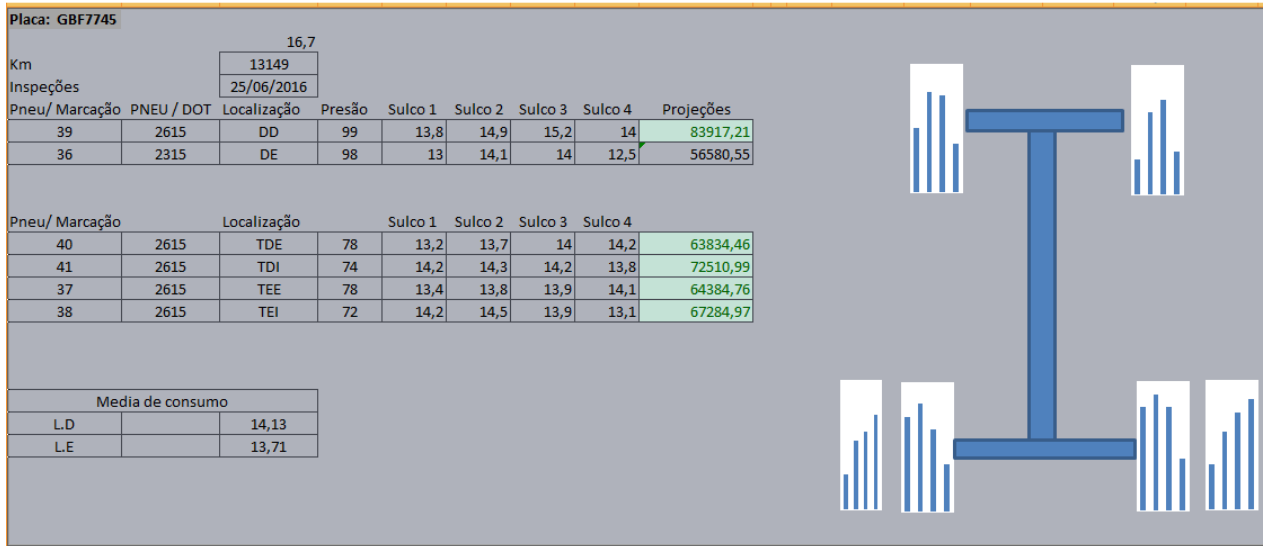 Placa: GBF7745
16,7
Km 13149
Inspeções 25/06/2016
Pneu/ Marcação PNEU / DOT Localização Presão Sulco 1 Sulco 2 Sulco 3 Sulco 4 Projeções
39 2615 DD 99 13,8 14,9 15,2 14 83917,21
36 2315 DE 98 13 14,1 14 12,5 56580,55
Pneu/ Marcação Localização Sulco 1 Sulco 2 Sulco 3 Sulco 4
40 2615 TDE 78 13,2 13,7 14 14,2 63834,46
41 2615 TDI 74 14,2 14,3 14,2 13,8 72510,99
37 2615 TEE 78 13,4 13,8 13,9 14,1 64384,76
38 2615 TEI 72 14,2 14,5 13,9 13,1 67284,97
Media de consumo
L.D 14,13
L.E 13,71